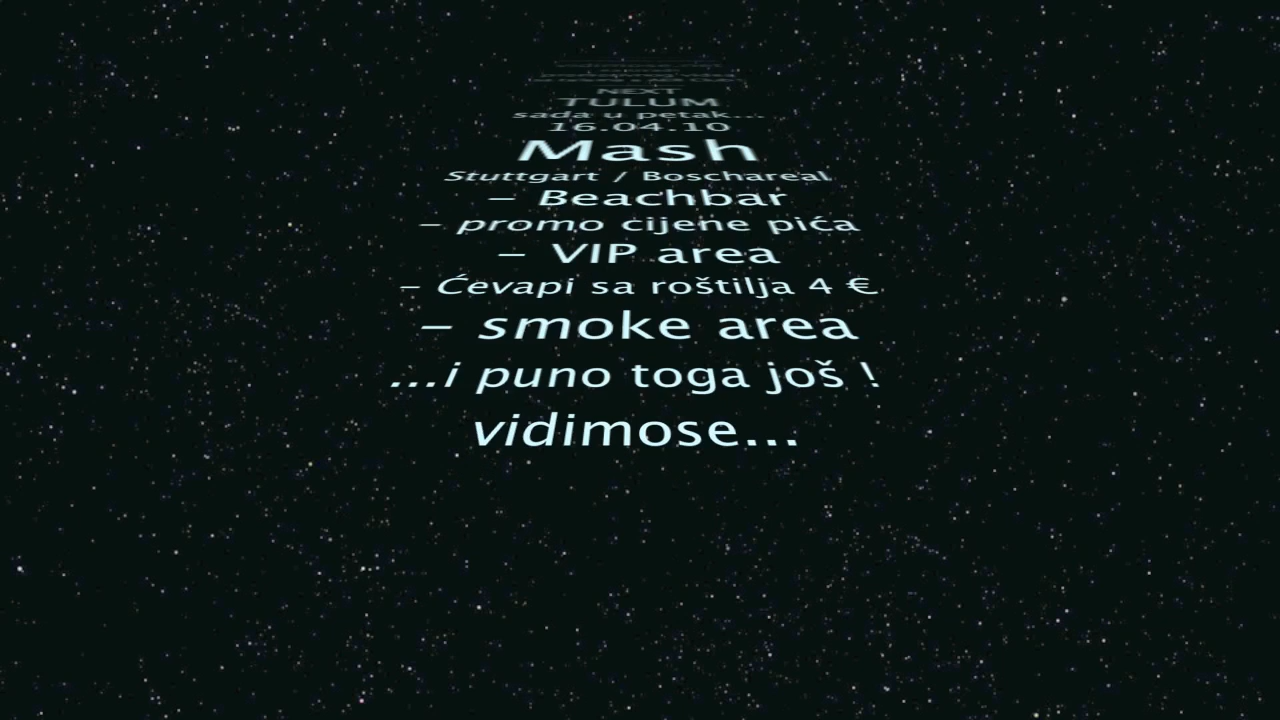 NEXT
TULUM
sada u petak...
16.04.10
Mash
Stuttgart / Boschareal
– Beachbar
– promo cijene pića
– VIP area
– Ćevapi sa roštilja 4 €
– smoke area
...i puno toga još !
vidimose...